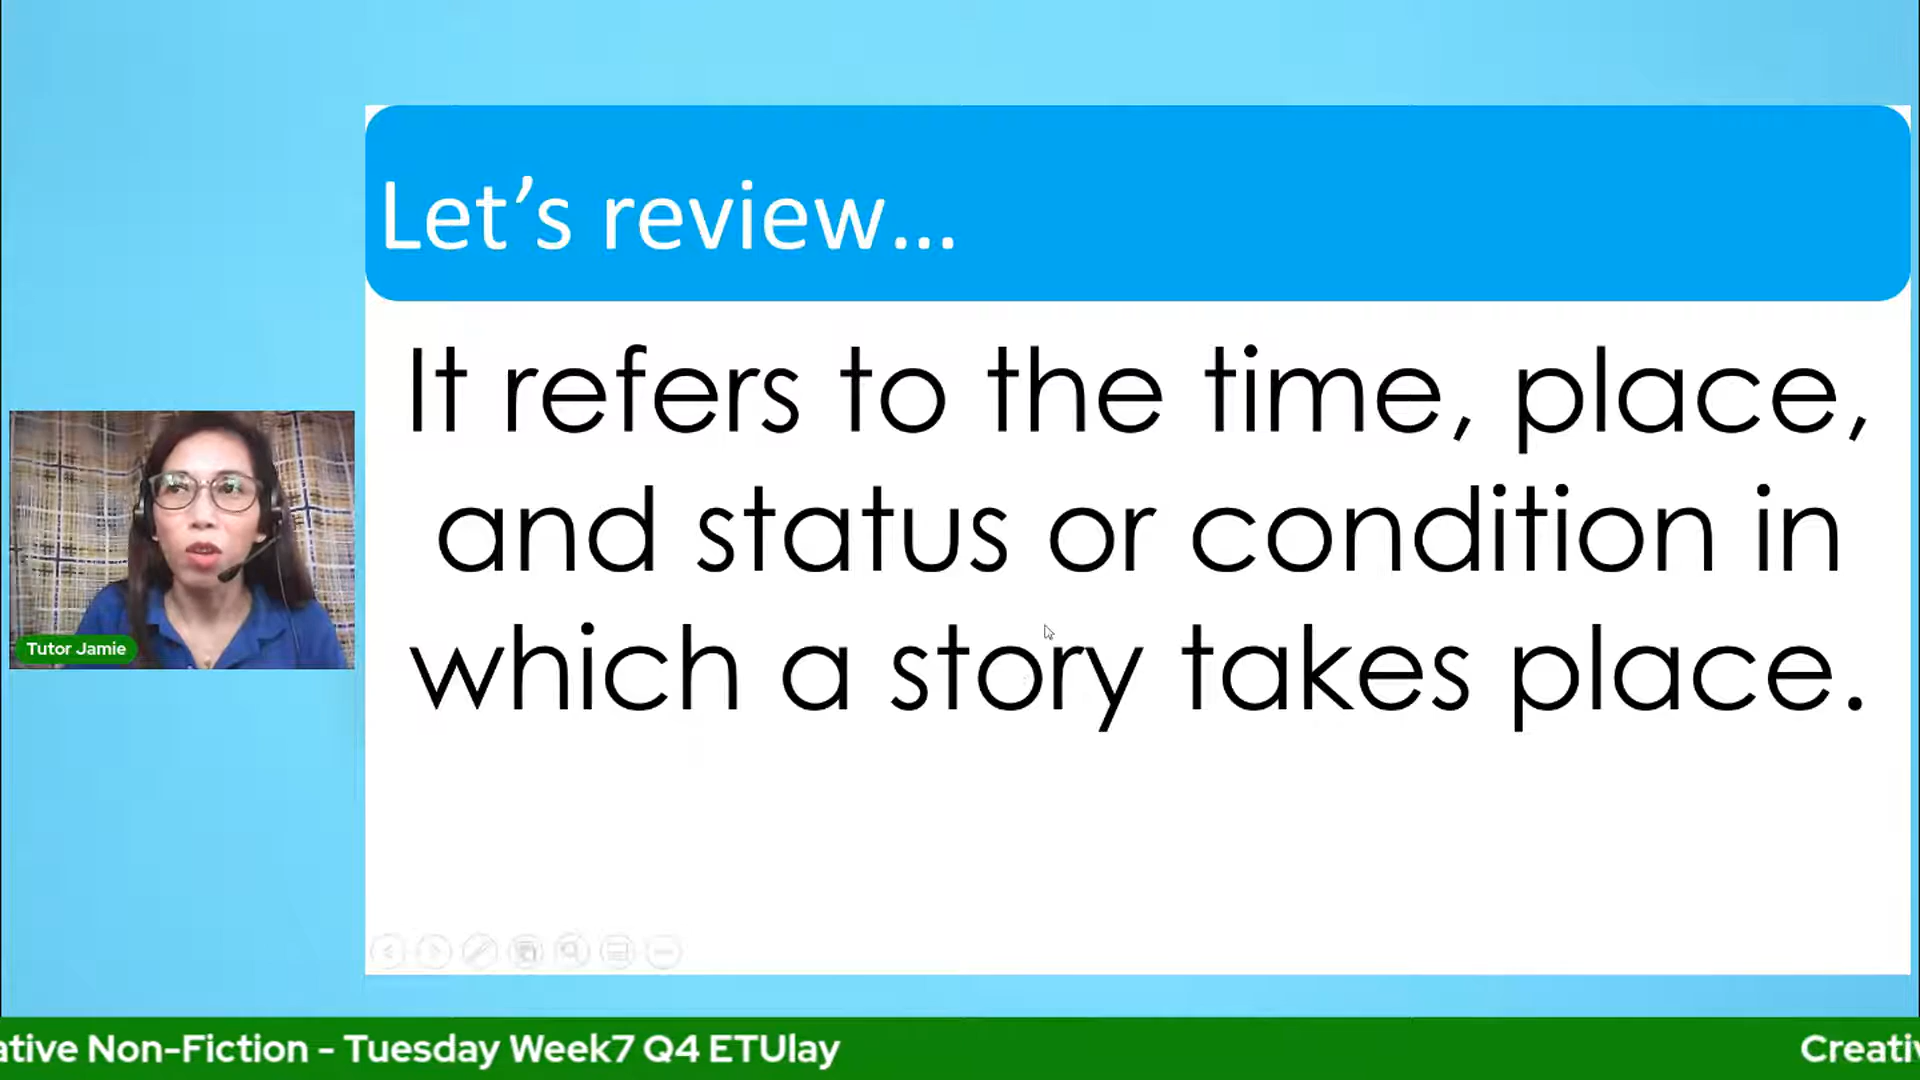 Let’s review...
It refers to the time, place,
and status or condition in
which a story takes place.
Tutor Jamie
ative Non-Fiction - Tuesday Week7 Q4 ETUlay
Creativ